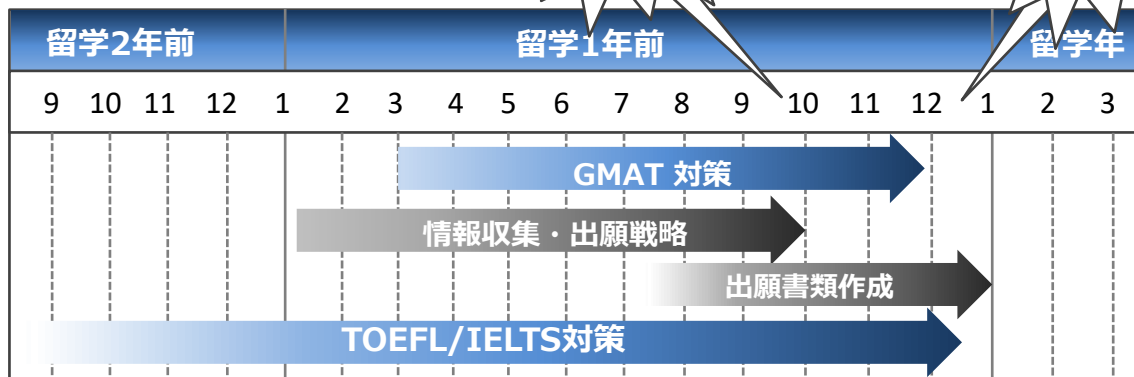 留学2年前 留学1年前 留学年
9 10 11 12 1 2 3 4 5 6 7 8 9 10 11 12 1 2 3
GMAT 対策
情報収集・出願戦略
出願書類作成
TOEFL/IELTS対策